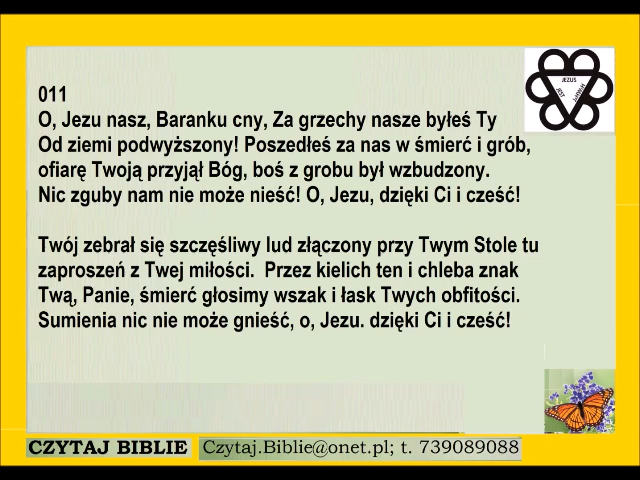 011
O, Jezu nasz, Baranku cny, Za grzechy nasze byłeś Ty
Od ziemi podwyższony! Poszedłeś za nas w śmierć i grób,
ofiarę Twoją przyjął Bóg, boś z grobu był wzbudzony.
Nic zguby nam nie może nieść! O, Jezu, dzięki Ci i cześć!
Twój zebrał się szczęśliwy lud złączony przy Twym Stole tu
zaproszeń z Twej miłości. Przez kielich ten i chleba znak
Twą, Panie, śmierć głosimy wszak i łask Twych obfitości.
Sumienia nic nie może gnieść, o, Jezu. dzięki Ci i cześć!
JEZUS
JEST
CZYTAJ BIBLIE Czytaj.Biblie@onet.pl; t. 739089088